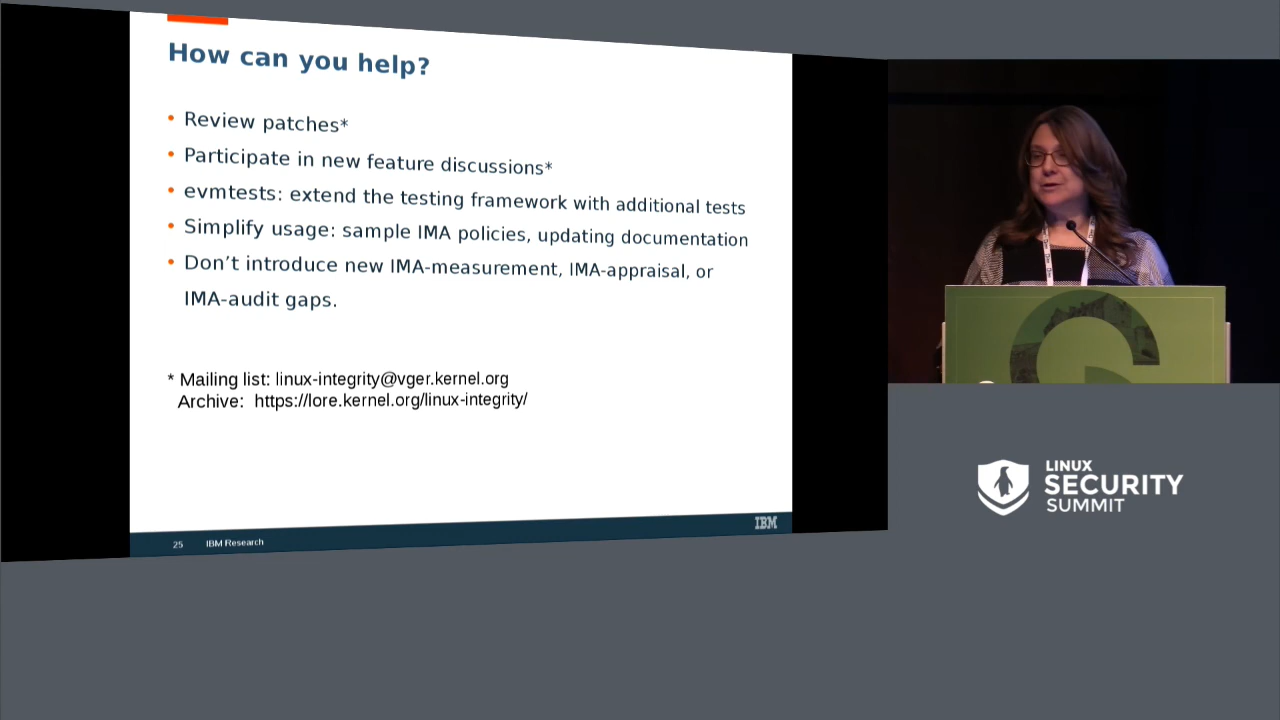 How can you help?
• Review patches*
• Participate in new feature discussions*
• evmtests: extend the testing framework with additional tests
• Simplify usage: sample IMA policies, updating documentation
• Don’t introduce new IMA-measurement, IMA-appraisal, or
IMA-audit gaps.
* Mailing list: linux-integrity@vger.kernel.org
Archive: https://lore.kernel.org/linux-integrity/
25 IBM Research
IBM
LINUX
SECURITY
SUMMIT